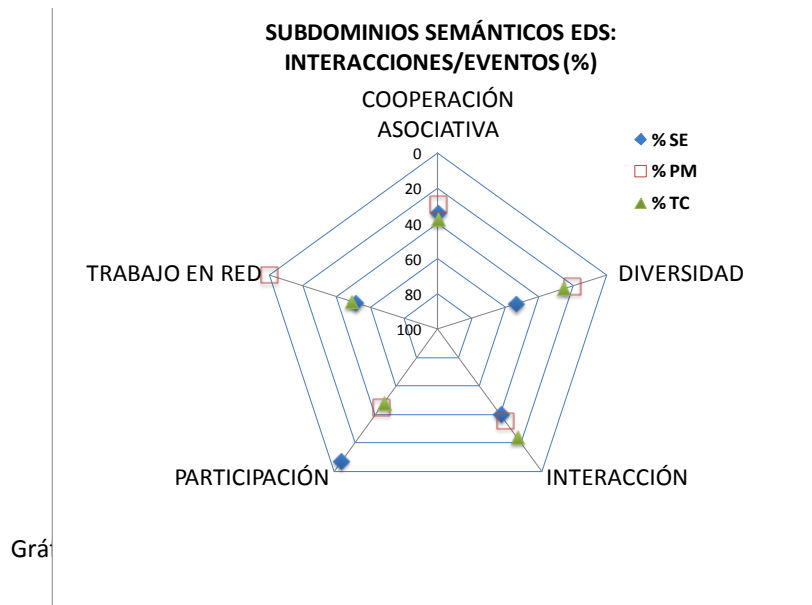 SUBDOMINIOS SEMÁNTICOS EDS:
INTERACCIONES/EVENTOS (%)
COOPERACIÓN
ASOCIATIVA
0
20
40
60
80
100
% SE
% PM
% TC
TRABAJO EN RED
DIVERSIDAD
PARTICIPACIÓN
INTERACCIÓN